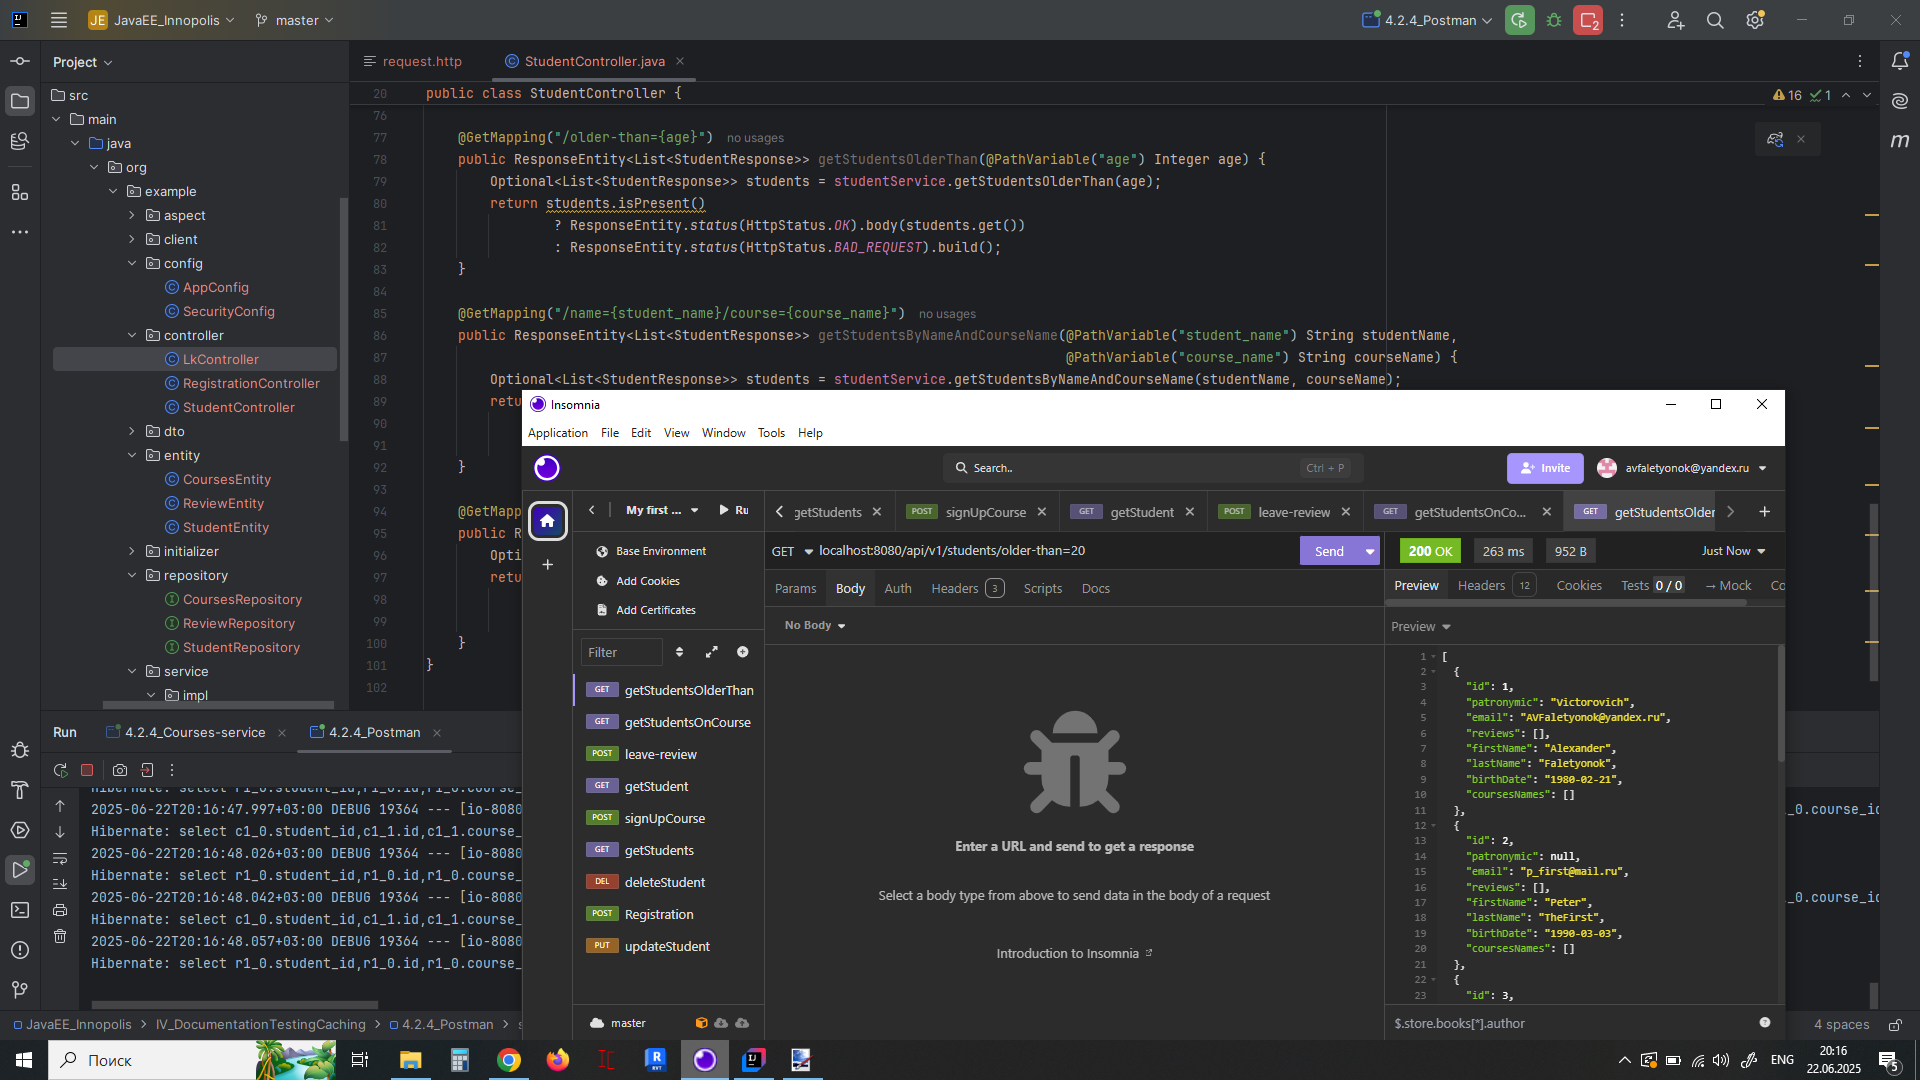 JE JavaEE_Innopolis master 4.2.4_Postman 2
Project
request.http StudentController.java
src
main
java
org
example
aspect
client
config
AppConfig
SecurityConfig
controller
LkController
RegistrationController
StudentController
dto
entity
CoursesEntity
ReviewEntity
StudentEntity
initializer
repository
CoursesRepository
ReviewRepository
StudentRepository
service
impl
20 public class StudentController { 16 1
76
77 @GetMapping("/older-than={age}") no usages
78 public ResponseEntity<List<StudentResponse>> getStudentsOlderThan(@PathVariable("age") Integer age) {
79 Optional<List<StudentResponse>> students = studentService.getStudentsOlderThan(age);
80 return students.isPresent()
81 ? ResponseEntity.status(HttpStatus.OK).body(students.get())
82 : ResponseEntity.status(HttpStatus.BAD_REQUEST).build();
83 }
84
85 @GetMapping("/name={student_name}/course={course_name}") no usages
86 public ResponseEntity<List<StudentResponse>> getStudentsByNameAndCourseName(@PathVariable("student_name") String studentName,
87 @PathVariable("course_name") String courseName) {
88 Optional<List<StudentResponse>> students = studentService.getStudentsByNameAndCourseName(studentName, courseName);
89 retu
90
91
92 }
93
94 @GetMa
95 public R
96 Opti
97 retu
98
99
100 }
101 }
102
Insomnia
Application File Edit View Window Tools Help
Search.. Ctrl + P Invite avfaletyonok@yandex.ru
My first ... Ru
getStudents POST signUpCourse GET getStudent POST leave-review GET getStudentsOnCo... GET getStudentsOlder
Base Environment
Add Cookies
Add Certificates
Filter
GET getStudentsOlderThan
GET getStudentsOnCourse
POST leave-review
GET getStudent
POST signUpCourse
GET getStudents
DEL deleteStudent
POST Registration
PUT updateStudent
master
GET localhost:8080/api/v1/students/older-than=20 Send
Params Body Auth Headers 3 Scripts Docs
No Body
Enter a URL and send to get a response
Select a body type from above to send data in the body of a request
Introduction to Insomnia
200 OK 263 ms 952 B Just Now
Preview Headers 12 Cookies Tests 0 / 0 → Mock Co
Preview
1 [
2 {
3 "id": 1,
4 "patronymic": "Victorovich",
5 "email": "AVFaletyonok@yandex.ru",
6 "reviews": [],
7 "firstName": "Alexander",
8 "lastName": "Faletyonok",
9 "birthDate": "1980-02-21",
10 "coursesNames": []
11 },
12 {
13 "id": 2,
14 "patronymic": null,
15 "email": "p_first@mail.ru",
16 "reviews": [],
17 "firstName": "Peter",
18 "lastName": "TheFirst",
19 "birthDate": "1990-03-03",
20 "coursesNames": []
21 },
22 {
23 "id": 3,
$.store.books[*].author
Run 4.2.4_Courses-service 4.2.4_Postman
Hibernate: select r1_0.student_id,r1_0.id,r1_0.course_
2025-06-22T20:16:47.997+03:00 DEBUG 19364 --- [io-8080 _0.course_id
Hibernate: select c1_0.student_id,c1_1.id,c1_1.course_
2025-06-22T20:16:48.026+03:00 DEBUG 19364 --- [io-8080
Hibernate: select r1_0.student_id,r1_0.id,r1_0.course_
2025-06-22T20:16:48.042+03:00 DEBUG 19364 --- [io-8080 _0.course_id
Hibernate: select c1_0.student_id,c1_1.id,c1_1.course_
2025-06-22T20:16:48.057+03:00 DEBUG 19364 --- [io-8080
Hibernate: select r1_0.student_id,r1_0.id,r1_0.course_
JavaEE_Innopolis IV_DocumentationTestingCaching 4.2.4_Postman s 4 spaces
Поиск ENG 20:16
22.06.2025 5